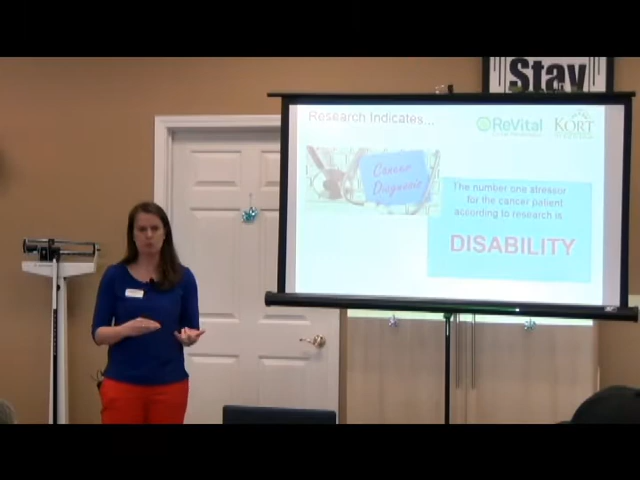 Stay
Research Indicates...
ReVital
KORT
Cancer
Diagnosis
The number one stressor
for the cancer patient
according to research is
DISABILITY